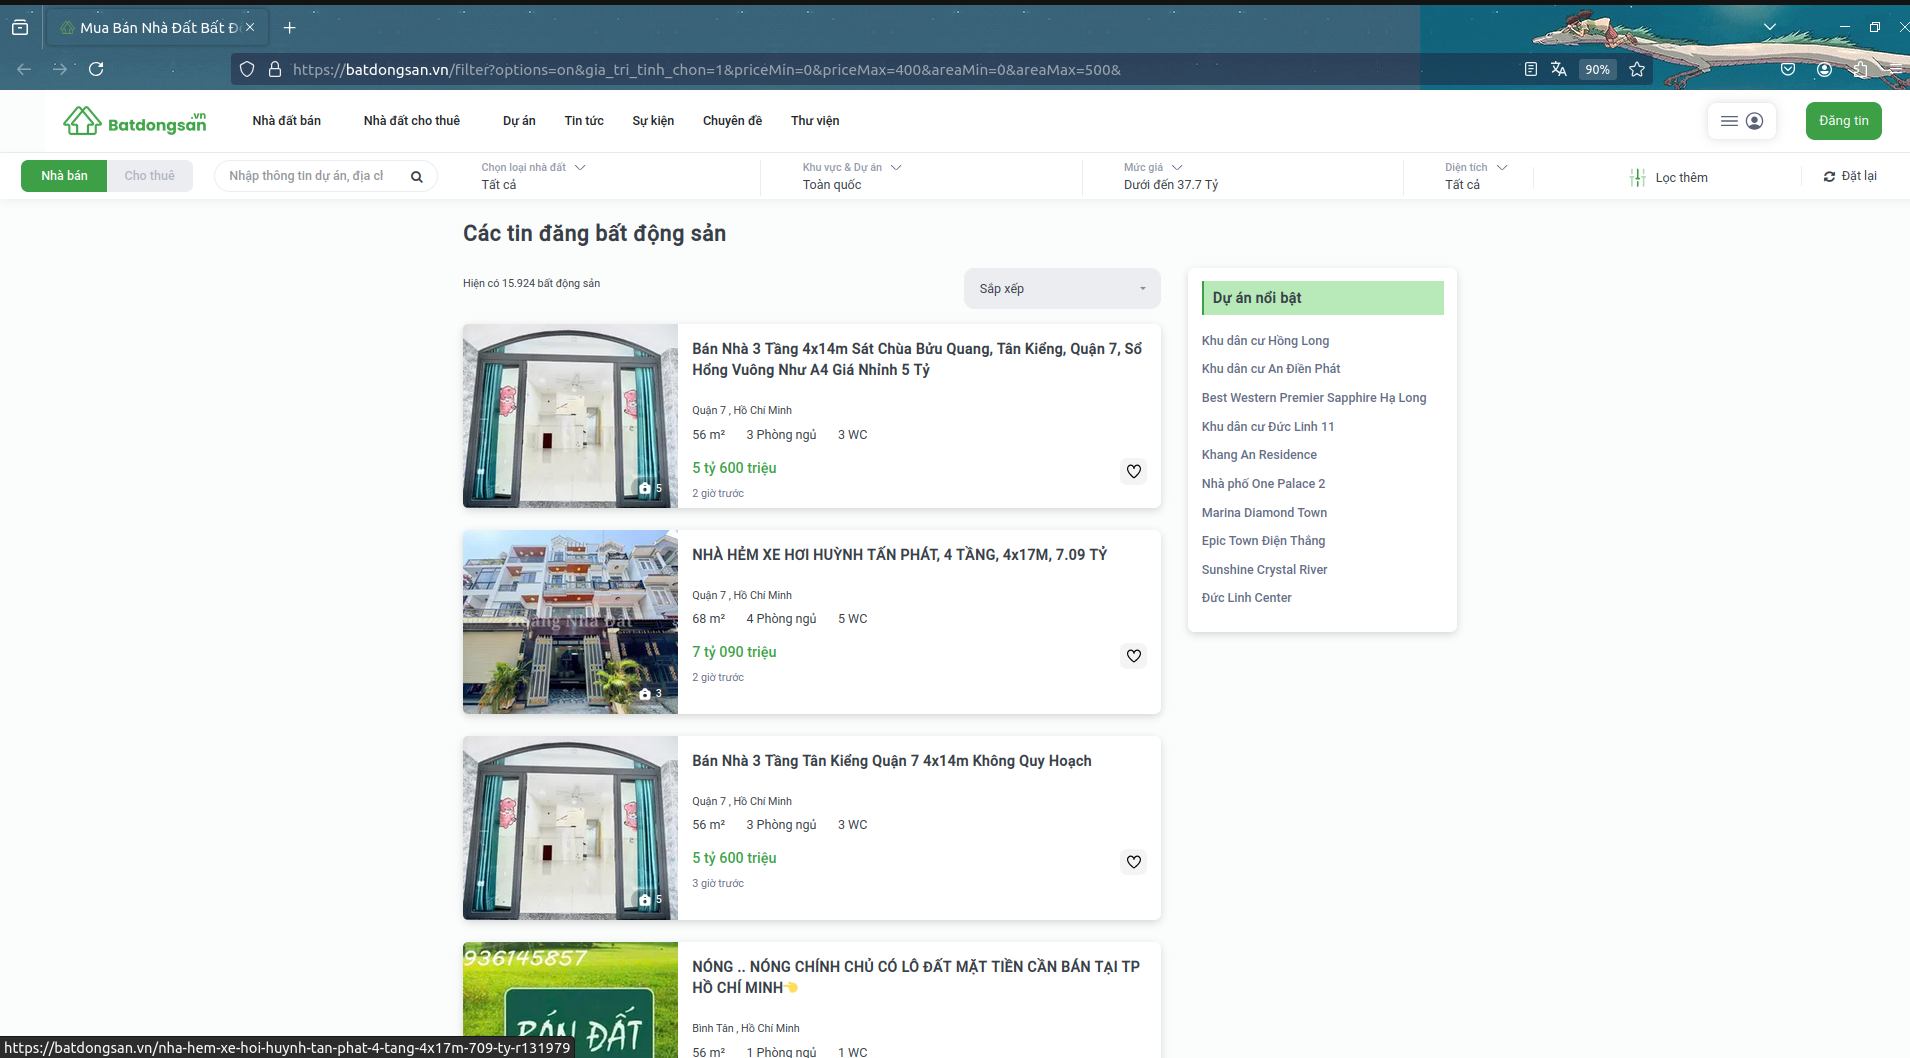 Mua Bán Nhà Đất Bất Đ
https://batdongsan.vn/filter?options=on&gia_tri_tinh_chon=1&priceMin=0&priceMax=400&areaMin=0&areaMax=500&
90%
Batdongsan.vn
Nhà đất bán
Nhà đất cho thuê
Dự án
Tin tức
Sự kiện
Chuyên đề
Thư viện
Đăng tin
Nhà bán
Cho thuê
Nhập thông tin dự án, địa cl
Chọn loại nhà đất
Tất cả
Khu vực & Dự án
Toàn quốc
Mức giá
Dưới đến 37.7 Tỷ
Diện tích
Tất cả
Lọc thêm
Đặt lại
Các tin đăng bất động sản
Hiện có 15.924 bất động sản
Sắp xếp
Bán Nhà 3 Tầng 4x14m Sát Chùa Bửu Quang, Tân Kiểng, Quận 7, Sổ
Hồng Vuông Như A4 Giá Nhỉnh 5 Tỷ
Quận 7 , Hồ Chí Minh
56 m² 3 Phòng ngủ 3 WC
5 tỷ 600 triệu
2 giờ trước
5
NHÀ HẺM XE HƠI HUỲNH TẤN PHÁT, 4 TẦNG, 4x17M, 7.09 TỶ
Quận 7 , Hồ Chí Minh
68 m² 4 Phòng ngủ 5 WC
Hoàng Nhà Đất
7 tỷ 090 triệu
2 giờ trước
3
Bán Nhà 3 Tầng Tân Kiểng Quận 7 4x14m Không Quy Hoạch
Quận 7 , Hồ Chí Minh
56 m² 3 Phòng ngủ 3 WC
5 tỷ 600 triệu
3 giờ trước
5
936145857
BÁN ĐẤT
NÓNG .. NÓNG CHÍNH CHỦ CÓ LÔ ĐẤT MẶT TIỀN CẦN BÁN TẠI TP
HỒ CHÍ MINH
Bình Tân , Hồ Chí Minh
56 m² 1 Phòng ngủ 1 WC
Dự án nổi bật
Khu dân cư Hồng Long
Khu dân cư An Điền Phát
Best Western Premier Sapphire Hạ Long
Khu dân cư Đức Linh 11
Khang An Residence
Nhà phố One Palace 2
Marina Diamond Town
Epic Town Điện Thắng
Sunshine Crystal River
Đức Linh Center
https://batdongsan.vn/nha-hem-xe-hoi-huynh-tan-phat-4-tang-4x17m-709-ty-r131979